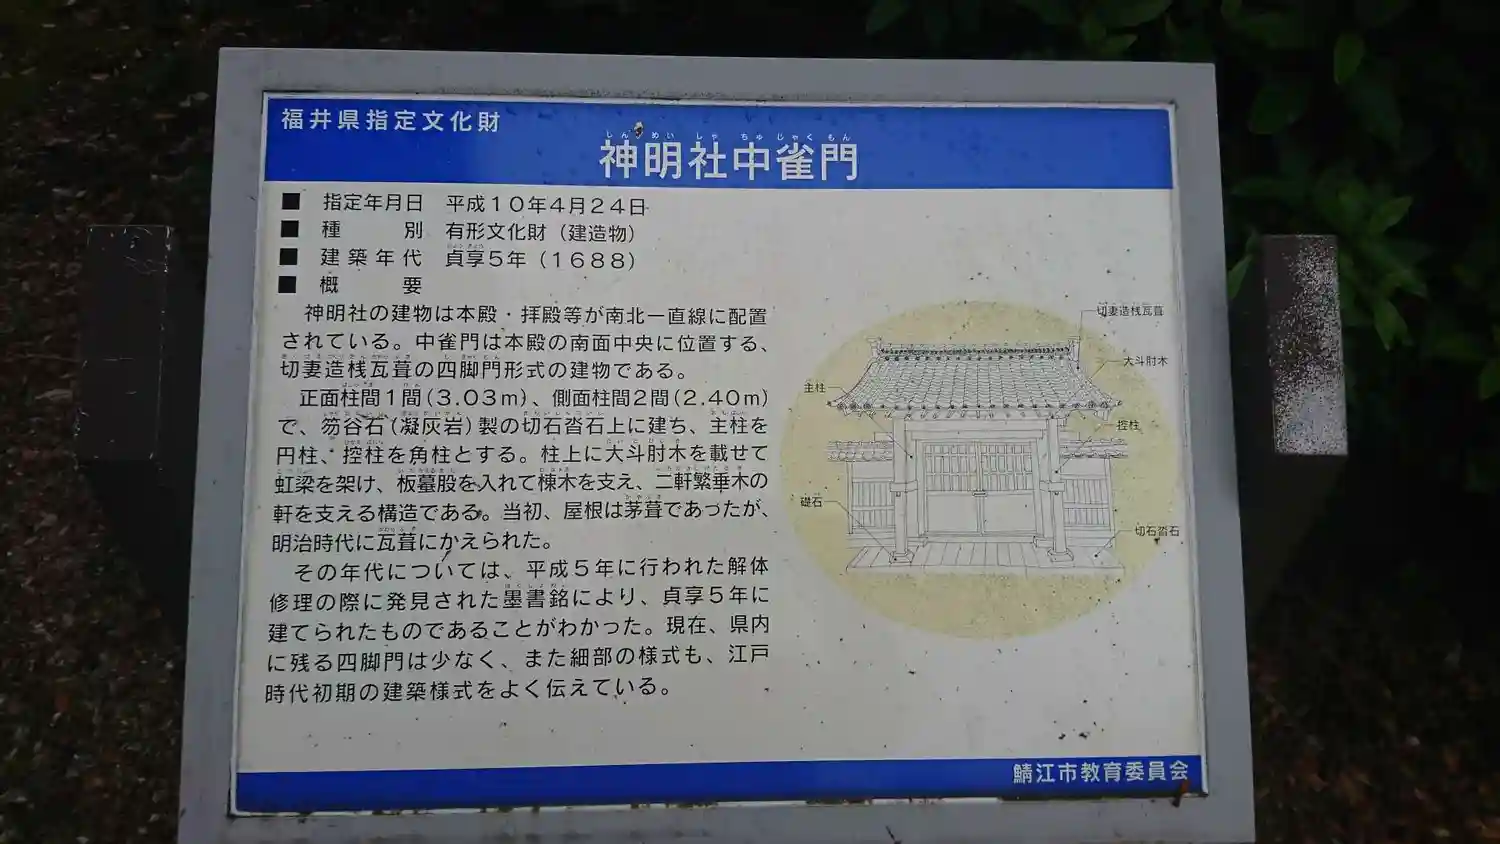 福井県指定文化財
神明社中雀門
しんめいしゃちゅじゃくもん
■ 指定年月日 平成10年4月24日
■ 種別 有形文化財（建造物）
■ 建築年代 貞享5年（1688）
■ 概要
神明社の建物は本殿・拝殿等が南北一直線に配置
されている。中雀門は本殿の南面中央に位置する、
切妻造桟瓦葺の四脚門形式の建物である。
正面柱間1間(3.03m)、側面柱間2間(2.40m)
で、笏谷石(凝灰岩)製の切石沓石上に建ち、主柱を
円柱、控柱を角柱とする。柱上に大斗肘木を載せて
虹梁を架け、板蟇股を入れて棟木を支え、二軒繁垂木の
軒を支える構造である。当初、屋根は茅葺であったが、
明治時代に瓦葺にかえられた。
その年代については、平成5年に行われた解体
修理の際に発見された墨書銘により、貞享5年に
建てられたものであることがわかった。現在、県内
に残る四脚門は少なく、また細部の様式も、江戸
時代初期の建築様式をよく伝えている。
切妻造桟瓦葺
大斗肘木
主柱
控柱
礎石
切石沓石
鯖江市教育委員会